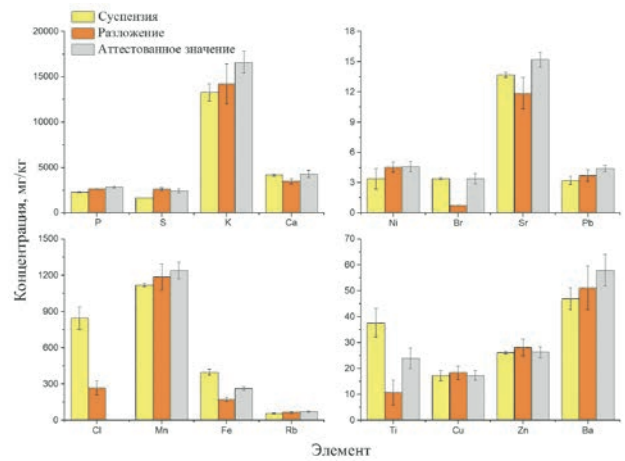 Суспензия
Разложение
Аттестованное значение
Концентрация, мг/кг
20000
15000
10000
5000
0
P S K Ca
18
15
12
9
6
3
0
Ni Br Sr Pb
1500
1200
900
600
300
0
Cl Mn Fe Rb
70
60
50
40
30
20
10
0
Ti Cu Zn Ba
Элемент